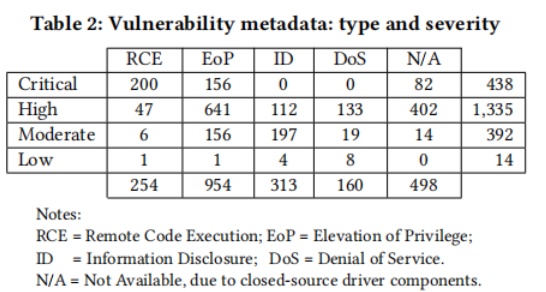 Table 2: Vulnerability metadata: type and severity
RCE EoP ID DoS N/A
Critical 200 156 0 0 82 438
High 47 641 112 133 402 1,335
Moderate 6 156 197 19 14 392
Low 1 1 4 8 0 14
254 954 313 160 498
Notes:
RCE = Remote Code Execution; EoP = Elevation of Privilege;
ID = Information Disclosure; DoS = Denial of Service.
N/A = Not Available, due to closed-source driver components.